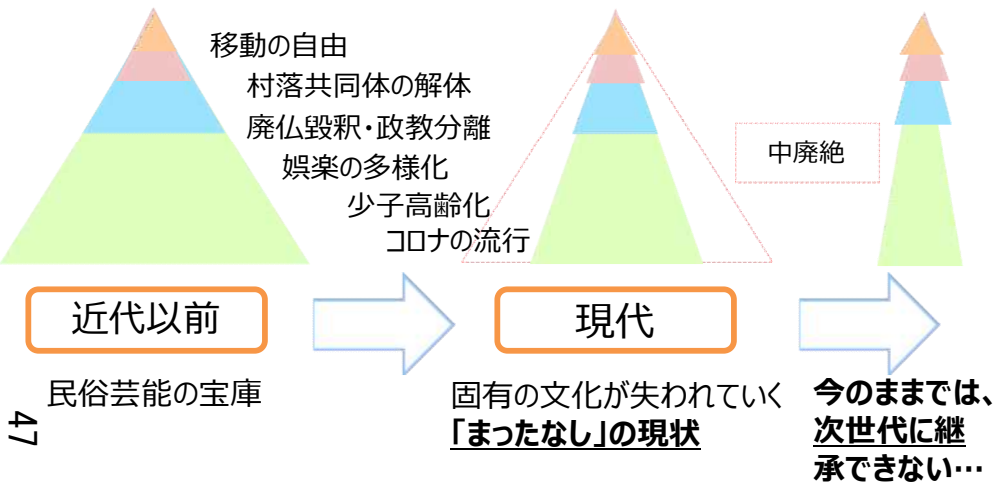 移動の自由
村落共同体の解体
廃仏毀釈・政教分離
娯楽の多様化
少子高齢化
コロナの流行
中廃絶
近代以前
現代
民俗芸能の宝庫
固有の文化が失われていく
「まったなし」の現状
今のままでは、
次世代に継
承できない…
47